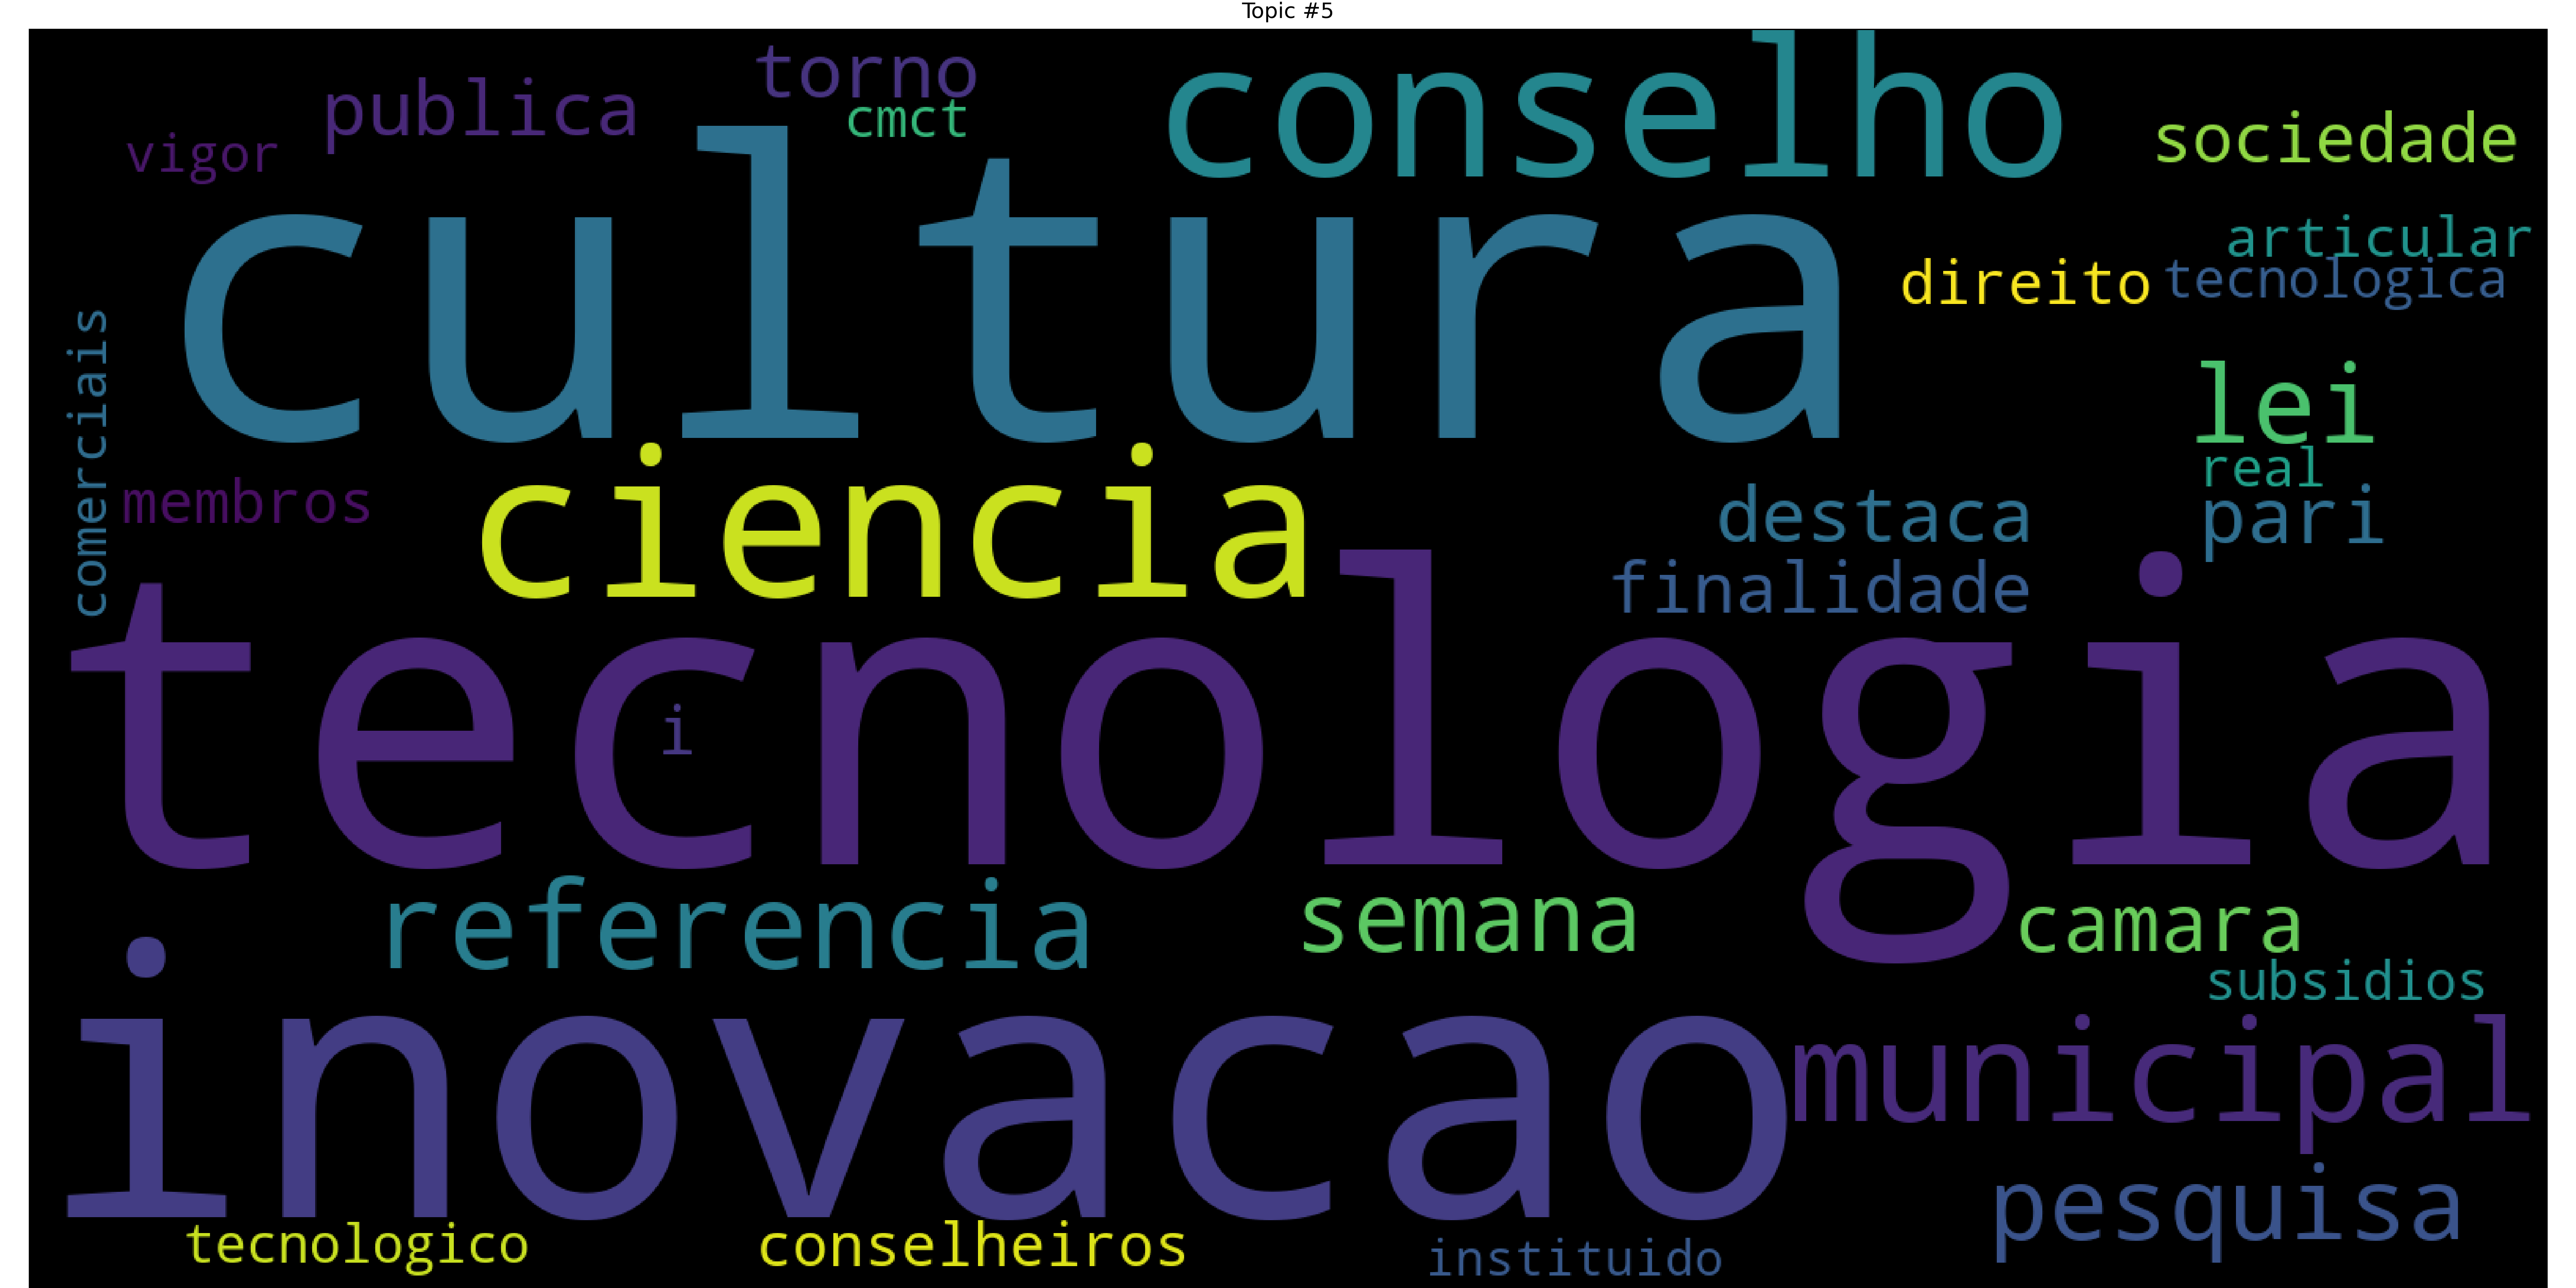 Topic #5
torno
publica
cmct
conselho
sociedade
vigor
cultura
articular
direito
tecnologica
comerciais
lei
real
ciencia
membros
destaca
pari
finalidade
tecnologia
i
referencia
semana
camara
subsidios
inovacao
municipal
pesquisa
tecnologico
conselheiros
instituido